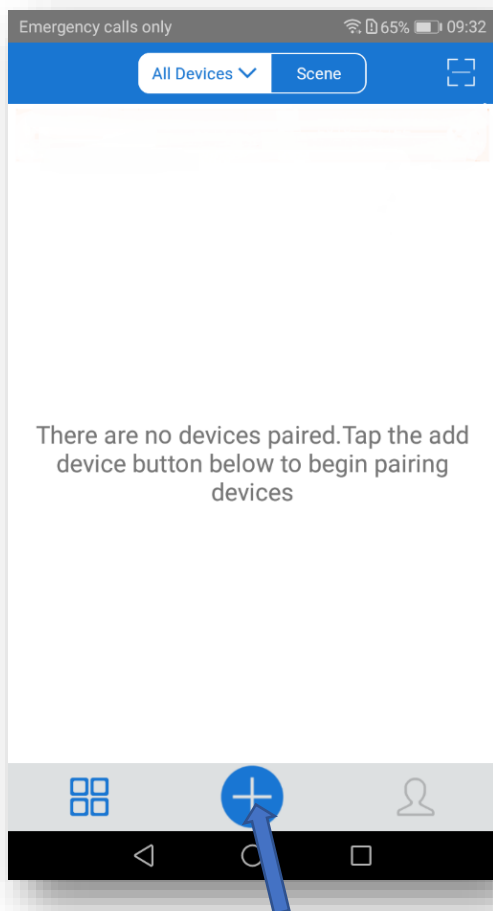 Emergency calls only 65% 09:32
All Devices Scene
There are no devices paired.Tap the add
device button below to begin pairing
devices